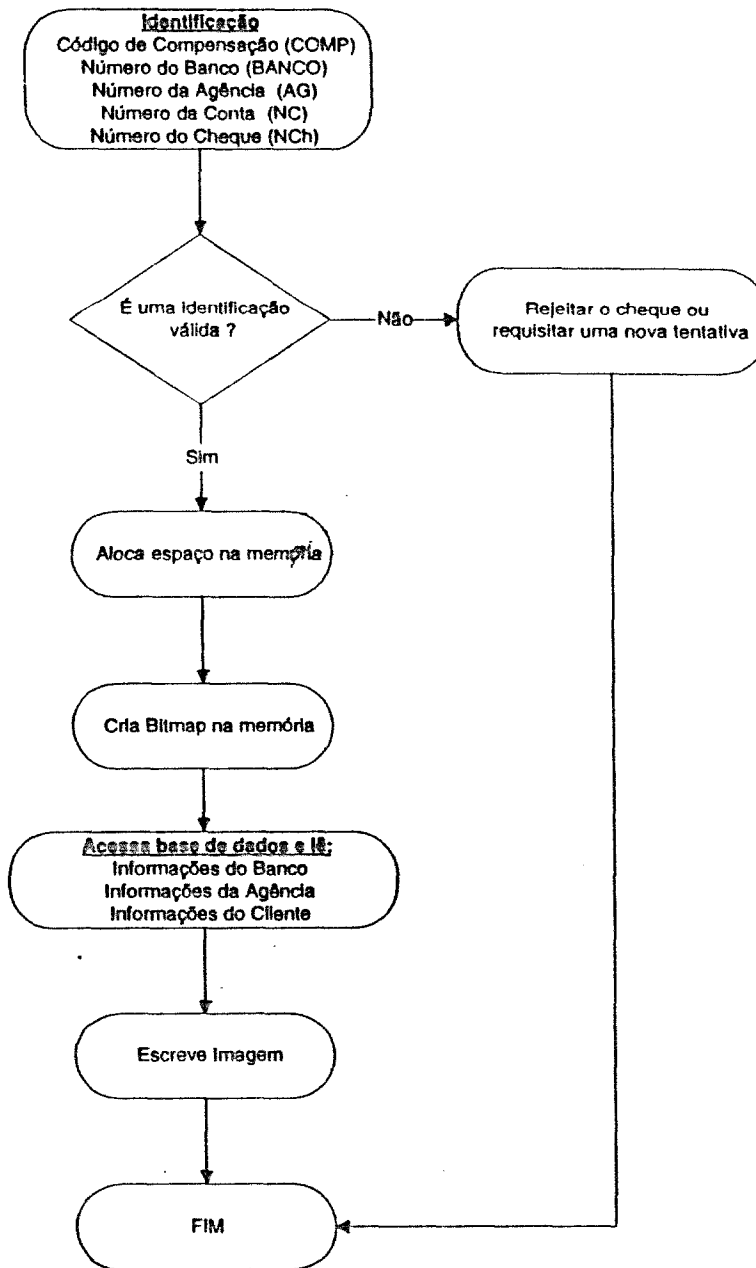 Identificação
Código de Compensação (COMP)
Número do Banco (BANCO)
Número da Agência (AG)
Número da Conta (NC)
Número do Cheque (NCh)
É uma identificação
válida ?
Não
Rejeitar o cheque ou
requisitar uma nova tentativa
Sim
Aloca espaço na memória
Cria Bitmap na memória
Acessa base de dados e lê:
Informações do Banco
Informações da Agência
Informações do Cliente
Escreve Imagem
FIM